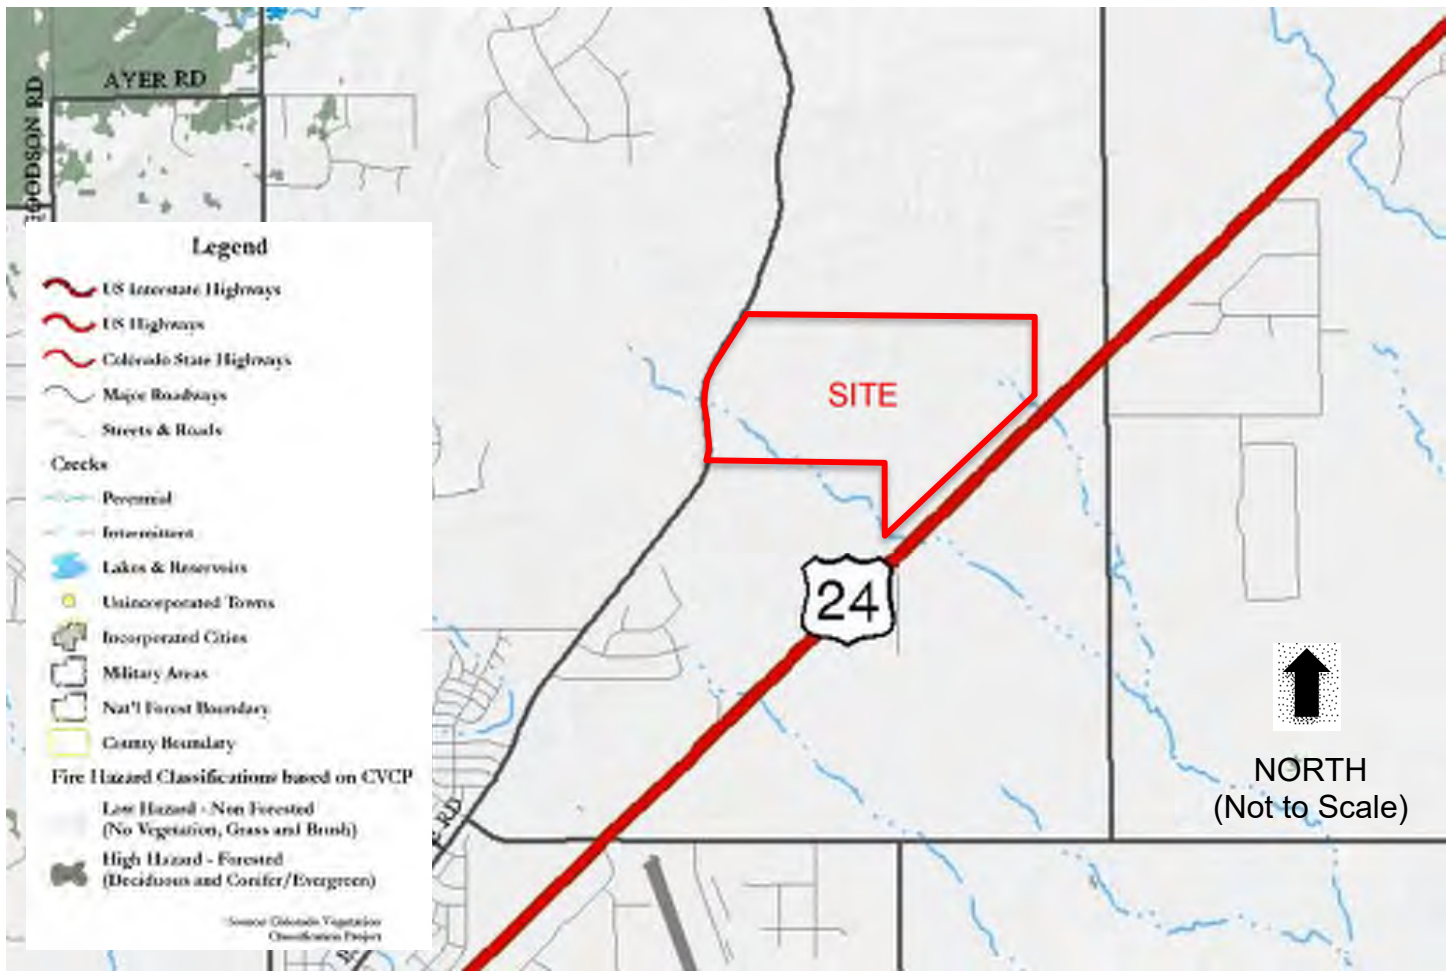 AYER RD
GOODSON RD
Legend
US Interstate Highways
US Highways
Colorado State Highways
Major Roadways
Streets & Roads
Creeks
Perennial
Intermittent
Lakes & Reservoirs
Unincorporated Towns
Incorporated Cities
Military Areas
Nat'l Forest Boundary
County Boundary
Fire Hazard Classifications based on CVCP
Low Hazard - Non Forested
(No Vegetation, Grass and Brush)
High Hazard - Forested
(Deciduous and Conifer/Evergreen)
Source: Colorado Vegetation
Classification Project
SITE
24
NORTH
(Not to Scale)
RD